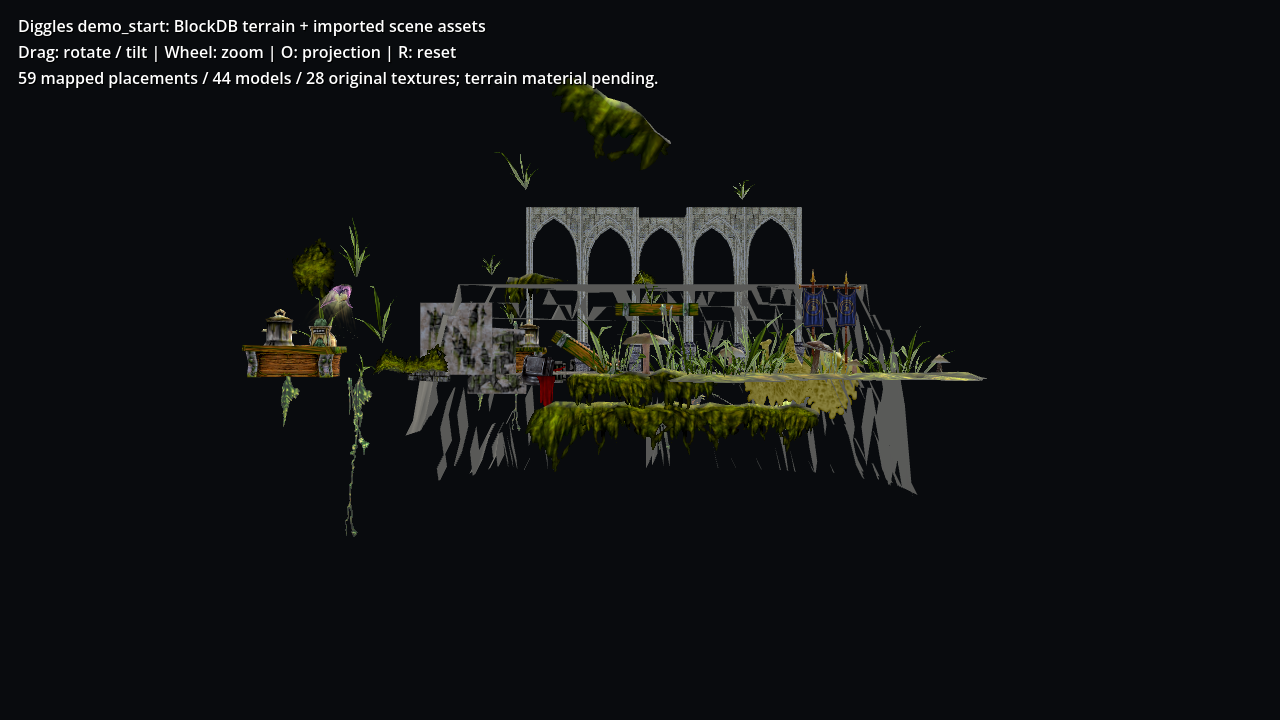 Diggles demo_start: BlockDB terrain + imported scene assets
Drag: rotate / tilt | Wheel: zoom | O: projection | R: reset
59 mapped placements / 44 models / 28 original textures; terrain material pending.